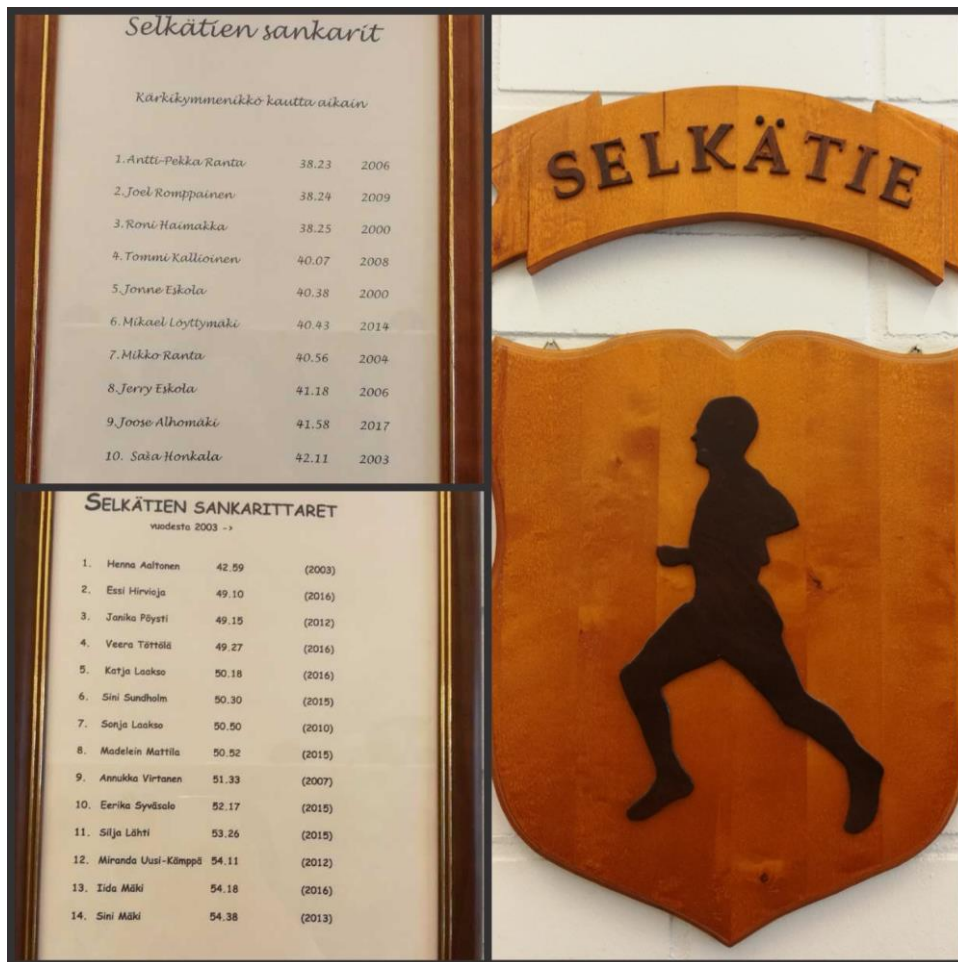 Selkätien sankarit
Kärkikymmenikkö kautta aikain
1. Antti-Pekka Ranta 38.23 2006
2. Joel Romppainen 38.24 2009
3. Roni Haimakka 38.25 2000
4. Tommi Kallioinen 40.07 2008
5. Jonne Eskola 40.38 2000
6. Mikael Löyttymäki 40.43 2014
7. Mikko Ranta 40.56 2004
8. Jerry Eskola 41.18 2006
9. Joose Alhomäki 41.58 2017
10. Saša Honkala 42.11 2003
SELKÄTIEN SANKARITTARET
vuodesta 2003 ->
1. Henna Aaltonen 42.59 (2003)
2. Essi Hirvioja 49.10 (2016)
3. Janika Pöysti 49.15 (2012)
4. Veera Töttölä 49.27 (2016)
5. Katja Laakso 50.18 (2016)
6. Sini Sundholm 50.30 (2015)
7. Sonja Laakso 50.50 (2010)
8. Madelein Mattila 50.52 (2015)
9. Annukka Virtanen 51.33 (2007)
10. Eerika Syväsalo 52.17 (2015)
11. Silja Lähti 53.26 (2015)
12. Miranda Uusi-Kämppä 54.11 (2012)
13. Iida Mäki 54.18 (2016)
14. Sini Mäki 54.38 (2013)
SELKÄTIE